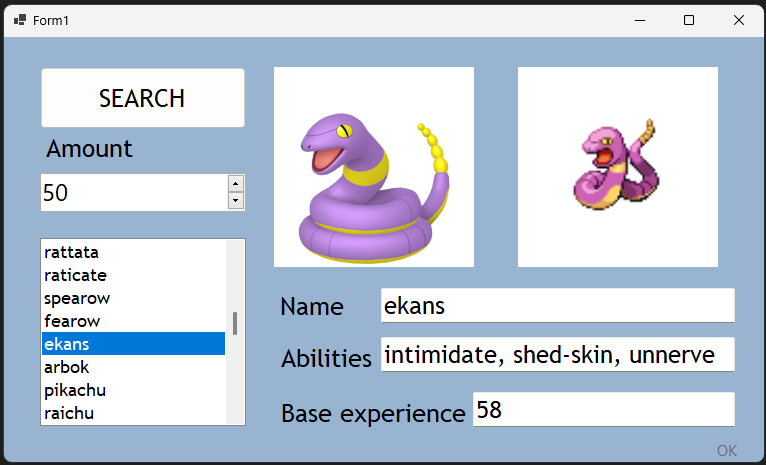 Form1
SEARCH
Amount
50
rattata
raticate
spearow
fearow
ekans
arbok
pikachu
raichu
Name ekans
Abilities intimidate, shed-skin, unnerve
Base experience 58
OK